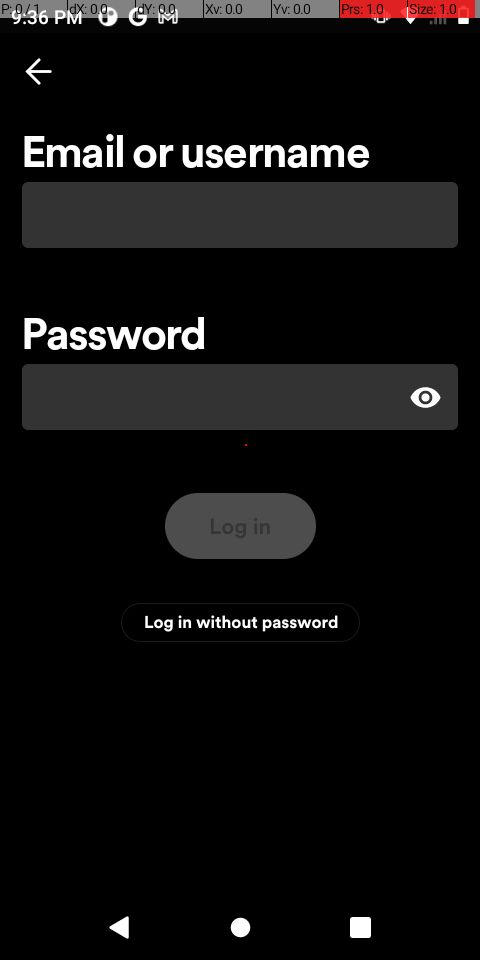 P: 0 / 1 dX: 0.0 dY: 0.0 Xv: 0.0 Yv: 0.0 Prs: 1.0 Size: 1.0
9:36 PM
Email or username
Password
Log in
Log in without password